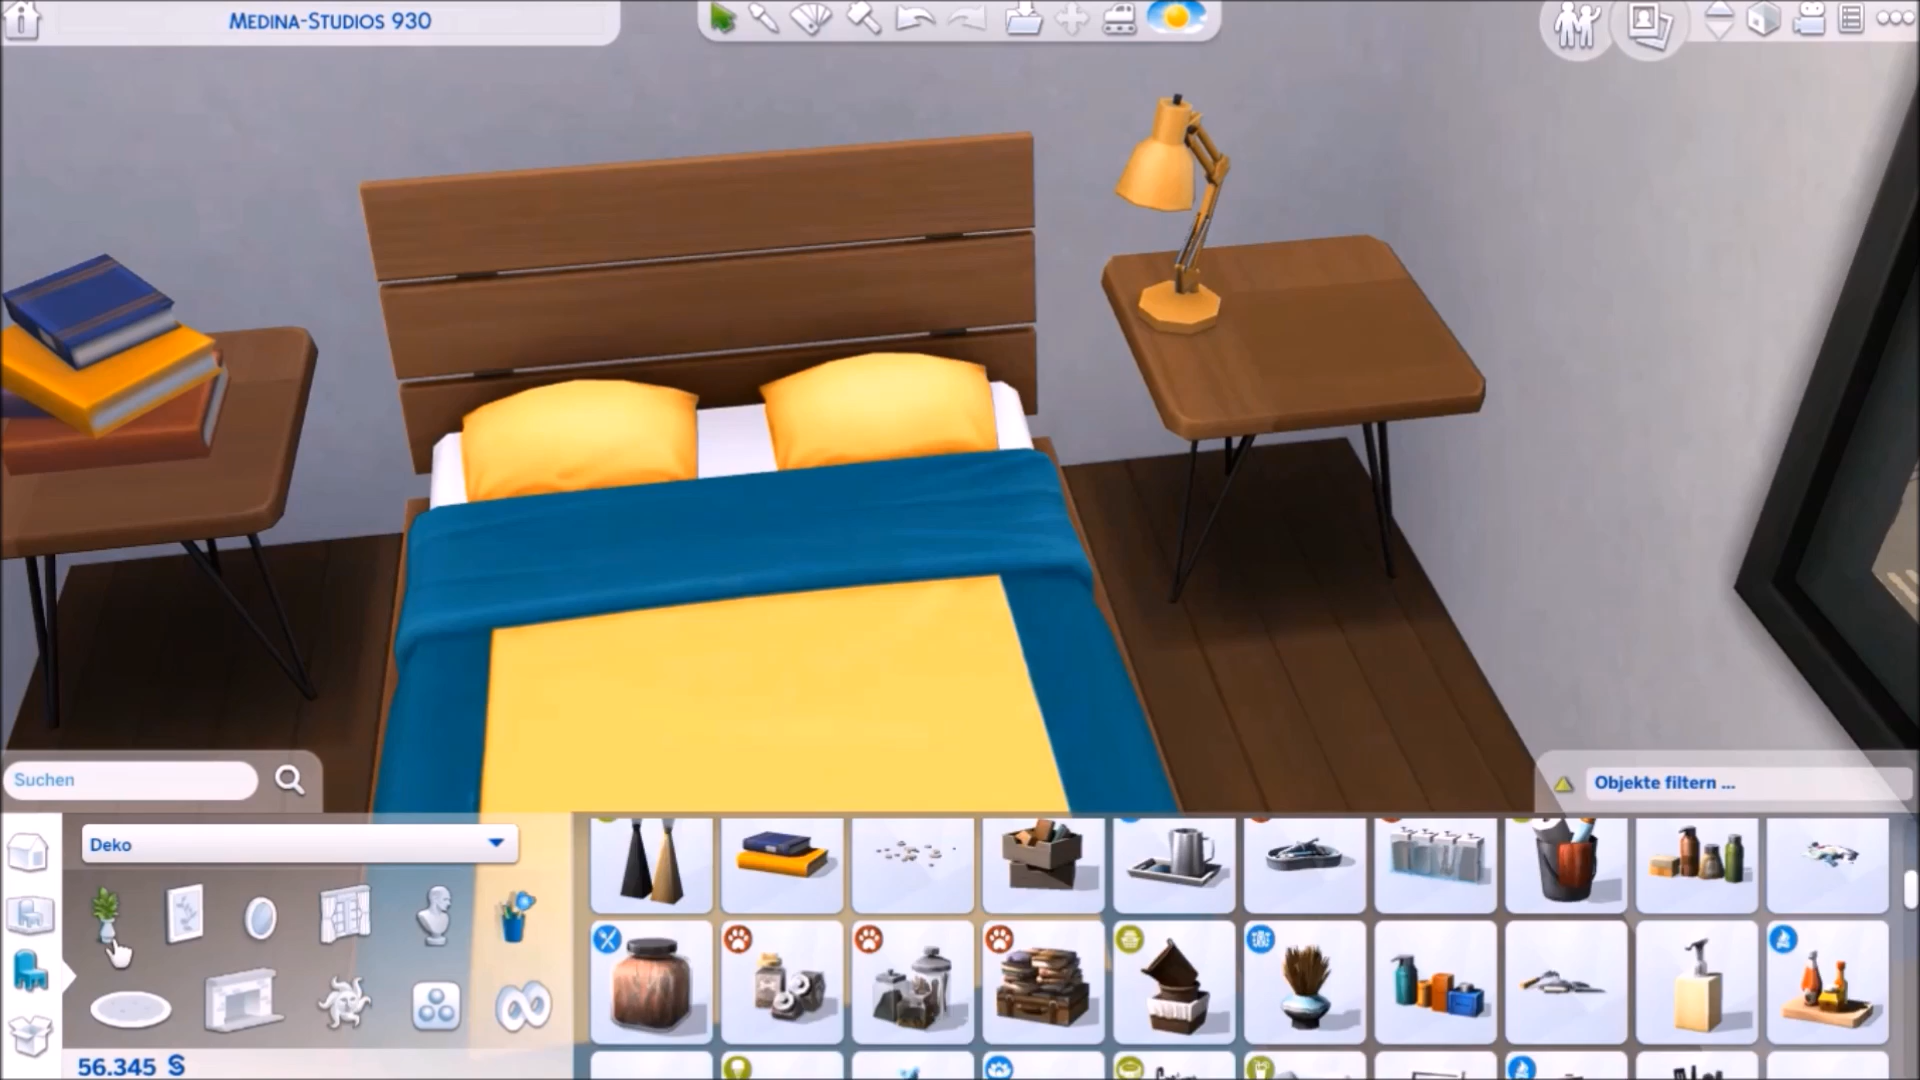 MEDINA-STUDIOS 930
Suchen
Objekte filtern ...
Deko
56.345 §